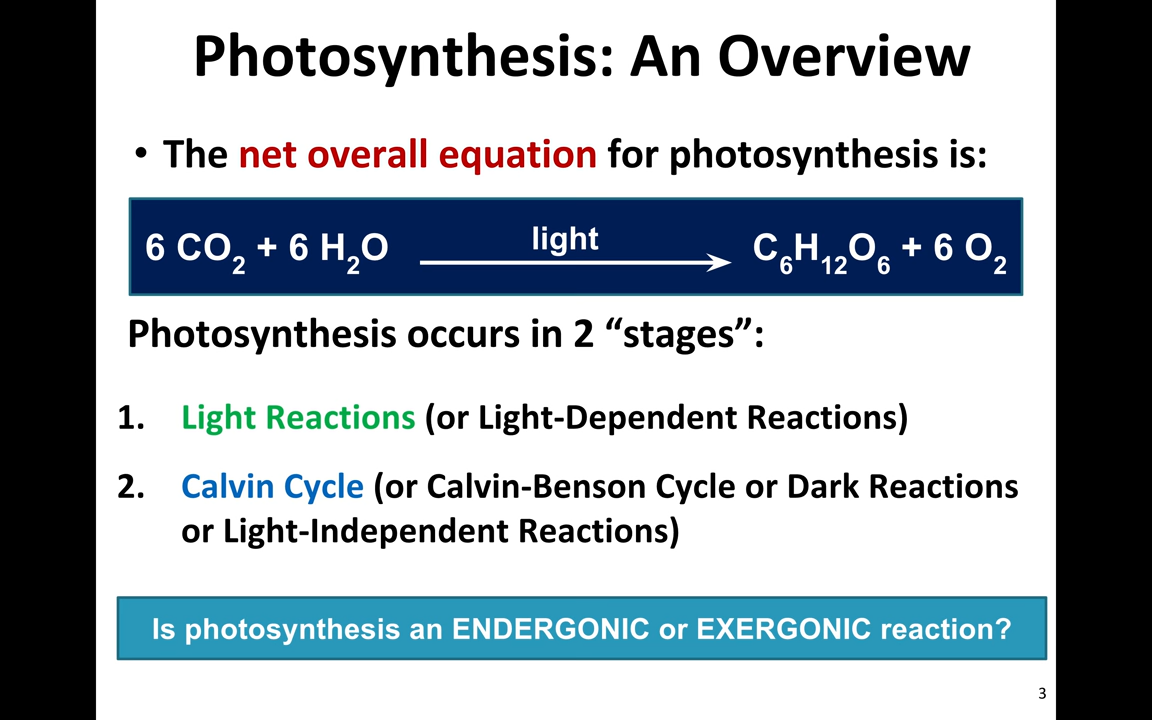 Photosynthesis: An Overview
• The net overall equation for photosynthesis is:
6 CO₂ + 6 H₂O light C₆H₁₂O₆ + 6 O₂
Photosynthesis occurs in 2 “stages”:
1. Light Reactions (or Light-Dependent Reactions)
2. Calvin Cycle (or Calvin-Benson Cycle or Dark Reactions
or Light-Independent Reactions)
Is photosynthesis an ENDERGONIC or EXERGONIC reaction?
3